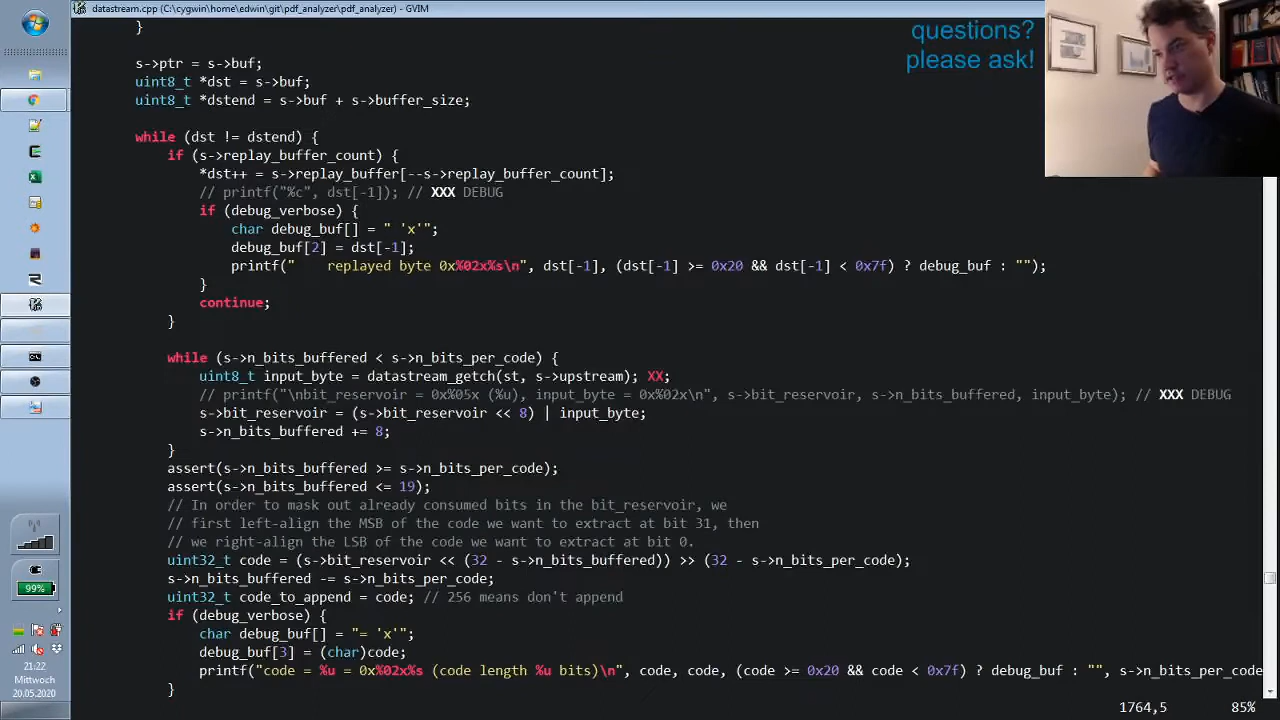 datastream.cpp (C:\cygwin\home\edwin\git\pdf_analyzer\pdf_analyzer) - GVIM
questions?
please ask!
}
s->ptr = s->buf;
uint8_t *dst = s->buf;
uint8_t *dstend = s->buf + s->buffer_size;
while (dst != dstend) {
if (s->replay_buffer_count) {
*dst++ = s->replay_buffer[--s->replay_buffer_count];
// printf("%c", dst[-1]); // XXX DEBUG
if (debug_verbose) {
char debug_buf[] = " 'x'";
debug_buf[2] = dst[-1];
printf("    replayed byte 0x%02x%s\n", dst[-1], (dst[-1] >= 0x20 && dst[-1] < 0x7f) ? debug_buf : "");
}
continue;
}
while (s->n_bits_buffered < s->n_bits_per_code) {
uint8_t input_byte = datastream_getch(st, s->upstream); XX;
// printf("\nbit_reservoir = 0x%05x (%u), input_byte = 0x%02x\n", s->bit_reservoir, s->n_bits_buffered, input_byte); // XXX DEBUG
s->bit_reservoir = (s->bit_reservoir << 8) | input_byte;
s->n_bits_buffered += 8;
}
assert(s->n_bits_buffered >= s->n_bits_per_code);
assert(s->n_bits_buffered <= 19);
// In order to mask out already consumed bits in the bit_reservoir, we
// first left-align the MSB of the code we want to extract at bit 31, then
// we right-align the LSB of the code we want to extract at bit 0.
uint32_t code = (s->bit_reservoir << (32 - s->n_bits_buffered)) >> (32 - s->n_bits_per_code);
s->n_bits_buffered -= s->n_bits_per_code;
uint32_t code_to_append = code; // 256 means don't append
if (debug_verbose) {
char debug_buf[] = "= 'x'";
debug_buf[3] = (char)code;
printf("code = %u = 0x%02x%s (code length %u bits)\n", code, code, (code >= 0x20 && code < 0x7f) ? debug_buf : "", s->n_bits_per_code
}
1764,5 85%
99%
21:22
Mittwoch
20.05.2020